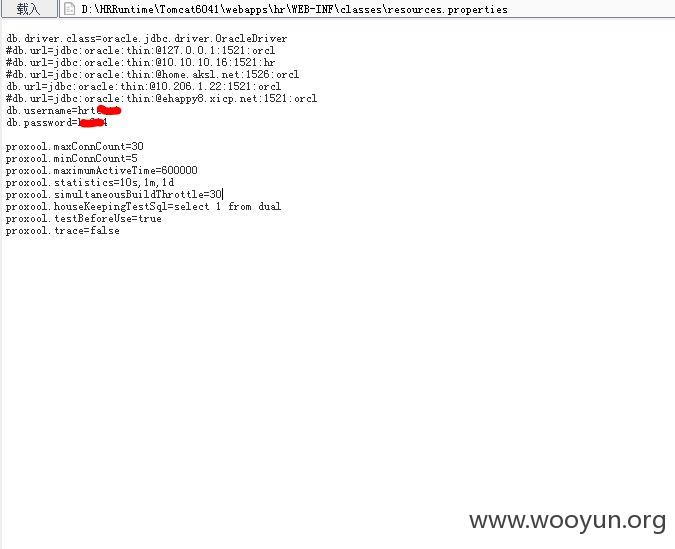 载入 D:\HRRuntime\Tomcat6041\webapps\hr\WEB-INF\classes\resources.properties
db.driver.class=oracle.jdbc.driver.OracleDriver
#db.url=jdbc:oracle:thin:@127.0.0.1:1521:orcl
#db.url=jdbc:oracle:thin:@10.10.10.16:1521:hr
#db.url=jdbc:oracle:thin:@home.aksl.net:1526:orcl
db.url=jdbc:oracle:thin:@10.206.1.22:1521:orcl
#db.url=jdbc:oracle:thin:@ehappy8.xicp.net:1521:orcl
db.username=
db.password=
proxool.maxConnCount=30
proxool.minConnCount=5
proxool.maximumActiveTime=600000
proxool.statistics=10s,1m,1d
proxool.simultaneousBuildThrottle=30
proxool.houseKeepingTestSql=select 1 from dual
proxool.testBeforeUse=true
proxool.trace=false
www.wooyun.org